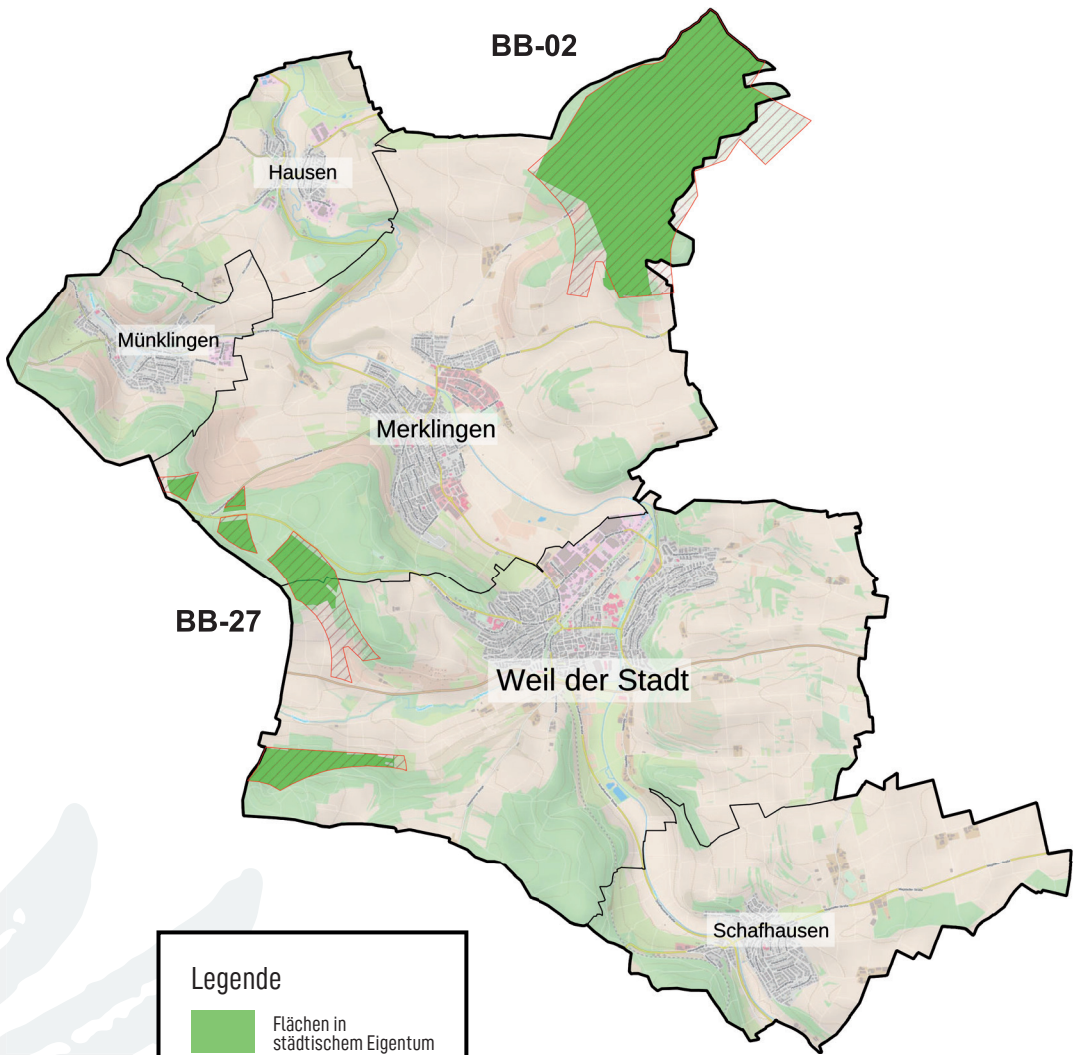 BB-02
Hausen
Münklingen
Merklingen
BB-27
Weil der Stadt
Schafhausen
Legende
Flächen in
städtischem Eigentum